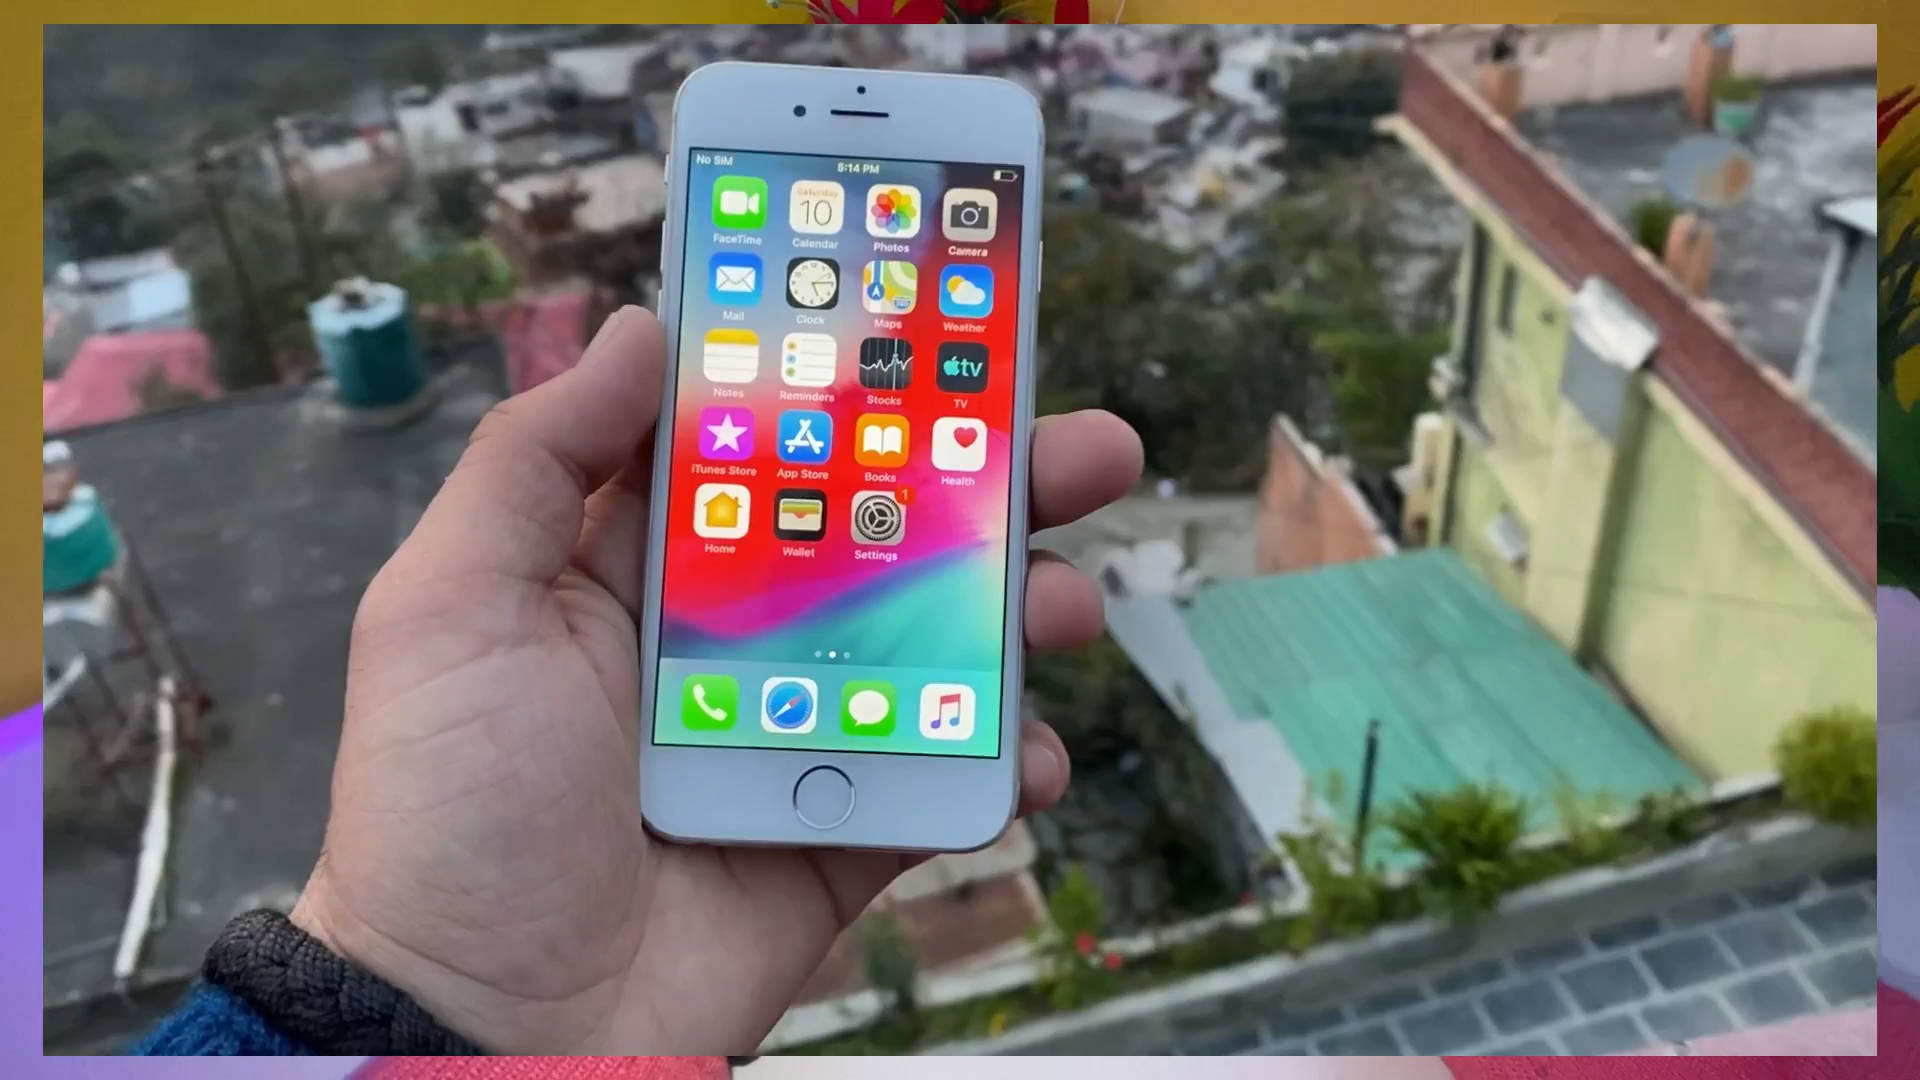 No SIM 5:14 PM
Saturday
10
FaceTime Calendar Photos Camera
Mail Clock Maps Weather
tv
Notes Reminders Stocks TV
iTunes Store App Store Books Health
1
Home Wallet Settings